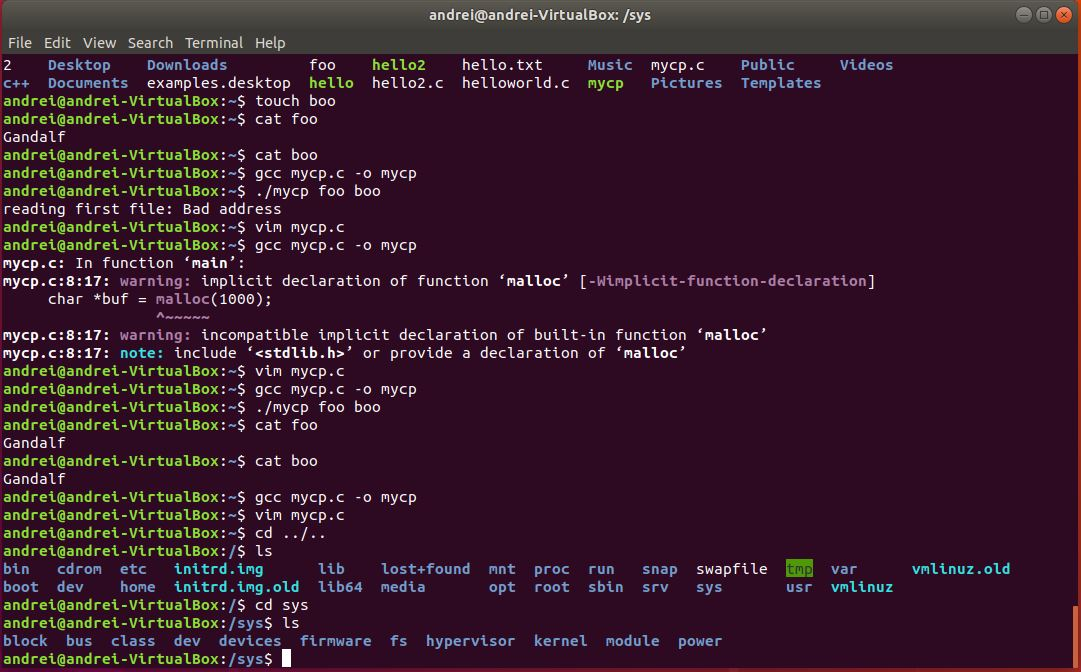 andrei@andrei-VirtualBox: /sys
File Edit View Search Terminal Help
2 Desktop Downloads foo hello2 hello.txt Music mycp.c Public Videos
c++ Documents examples.desktop hello hello2.c helloworld.c mycp Pictures Templates
andrei@andrei-VirtualBox:~$ touch boo
andrei@andrei-VirtualBox:~$ cat foo
Gandalf
andrei@andrei-VirtualBox:~$ cat boo
andrei@andrei-VirtualBox:~$ gcc mycp.c -o mycp
andrei@andrei-VirtualBox:~$ ./mycp foo boo
reading first file: Bad address
andrei@andrei-VirtualBox:~$ vim mycp.c
andrei@andrei-VirtualBox:~$ gcc mycp.c -o mycp
mycp.c: In function ‘main’:
mycp.c:8:17: warning: implicit declaration of function ‘malloc’ [-Wimplicit-function-declaration]
char *buf = malloc(1000);
^~~~~~
mycp.c:8:17: warning: incompatible implicit declaration of built-in function ‘malloc’
mycp.c:8:17: note: include ‘<stdlib.h>’ or provide a declaration of ‘malloc’
andrei@andrei-VirtualBox:~$ vim mycp.c
andrei@andrei-VirtualBox:~$ gcc mycp.c -o mycp
andrei@andrei-VirtualBox:~$ ./mycp foo boo
andrei@andrei-VirtualBox:~$ cat foo
Gandalf
andrei@andrei-VirtualBox:~$ cat boo
Gandalf
andrei@andrei-VirtualBox:~$ gcc mycp.c -o mycp
andrei@andrei-VirtualBox:~$ vim mycp.c
andrei@andrei-VirtualBox:~$ cd ../..
andrei@andrei-VirtualBox:/$ ls
bin cdrom etc initrd.img lib lost+found mnt proc run snap swapfile tmp var vmlinuz.old
boot dev home initrd.img.old lib64 media opt root sbin srv sys usr vmlinuz
andrei@andrei-VirtualBox:/$ cd sys
andrei@andrei-VirtualBox:/sys$ ls
block bus class dev devices firmware fs hypervisor kernel module power
andrei@andrei-VirtualBox:/sys$